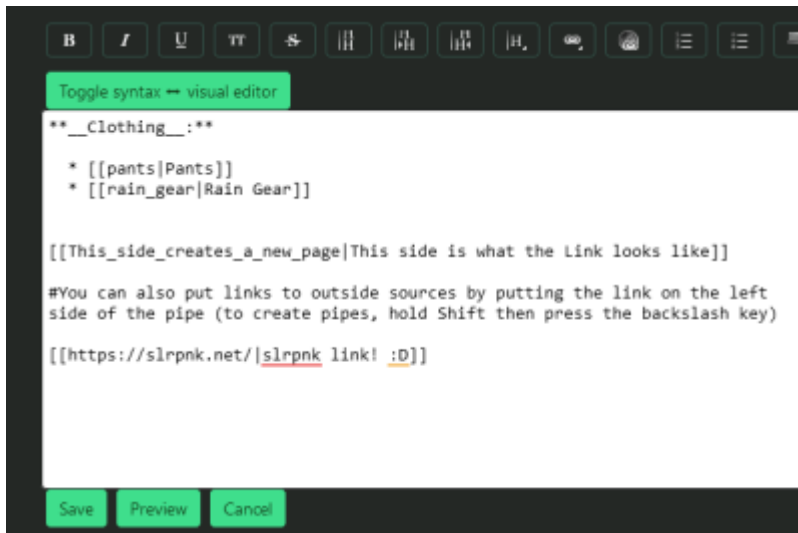 B I U TT S H H H H
Toggle syntax ↔ visual editor
**__Clothing__:**
* [[pants|Pants]]
* [[rain_gear|Rain Gear]]
[[This_side_creates_a_new_page|This side is what the Link looks like]]
#You can also put links to outside sources by putting the link on the left
side of the pipe (to create pipes, hold Shift then press the backslash key)
[[https://slrpnk.net/|slrpnk link! :D]]
Save Preview Cancel